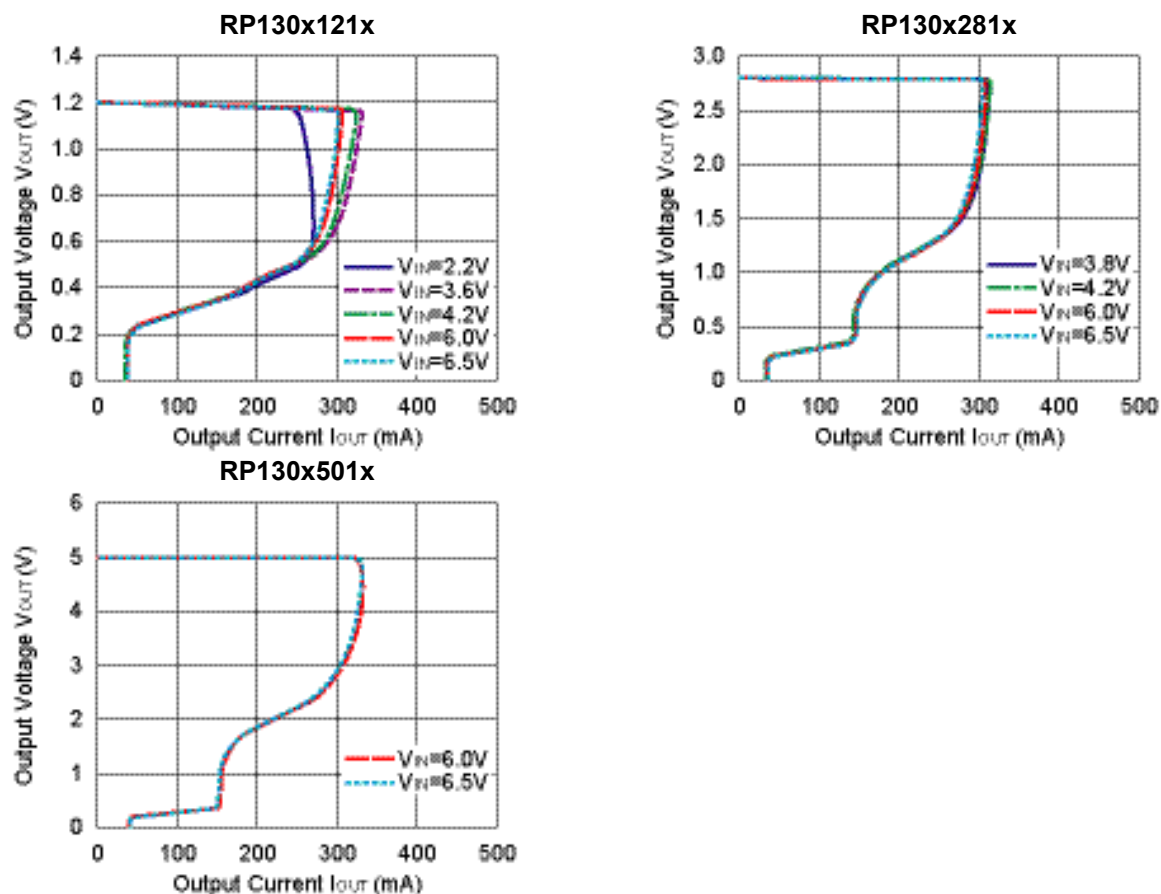 RP130x121x
1.4
1.2
1.0
0.8
0.6
0.4
0.2
0
Output Voltage VOUT (V)
VIN=2.2V
VIN=3.6V
VIN=4.2V
VIN=6.0V
VIN=6.5V
0 100 200 300 400 500
Output Current IOUT (mA)
RP130x281x
3.0
2.5
2.0
1.5
1.0
0.5
0
Output Voltage VOUT (V)
VIN=3.8V
VIN=4.2V
VIN=6.0V
VIN=6.5V
0 100 200 300 400 500
Output Current IOUT (mA)
RP130x501x
6
5
4
3
2
1
0
Output Voltage VOUT (V)
VIN=6.0V
VIN=6.5V
0 100 200 300 400 500
Output Current IOUT (mA)